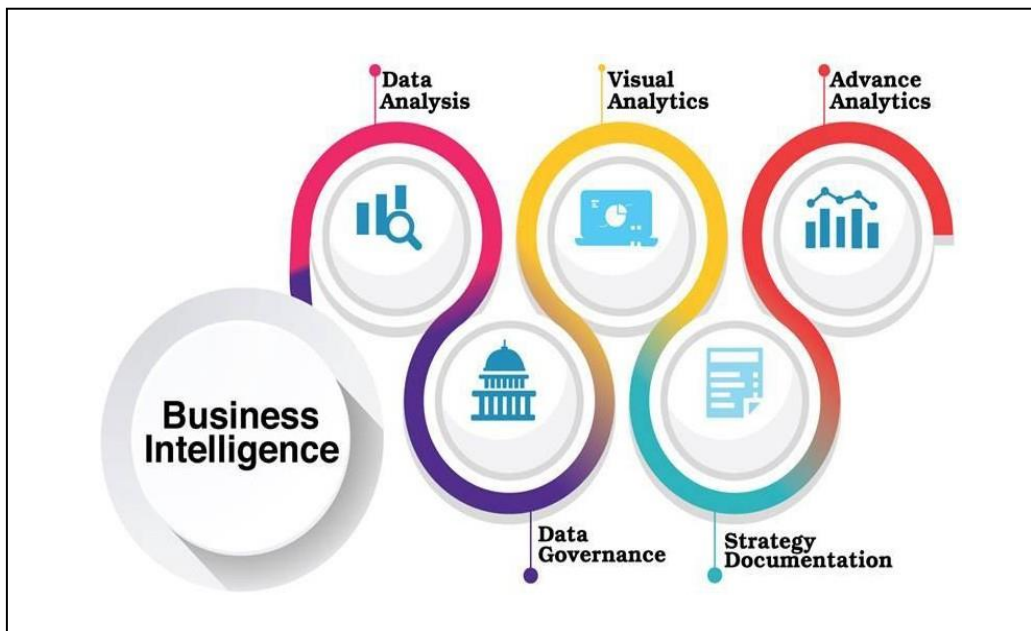 Data
Analysis
Visual
Analytics
Advance
Analytics
Business
Intelligence
Data
Governance
Strategy
Documentation